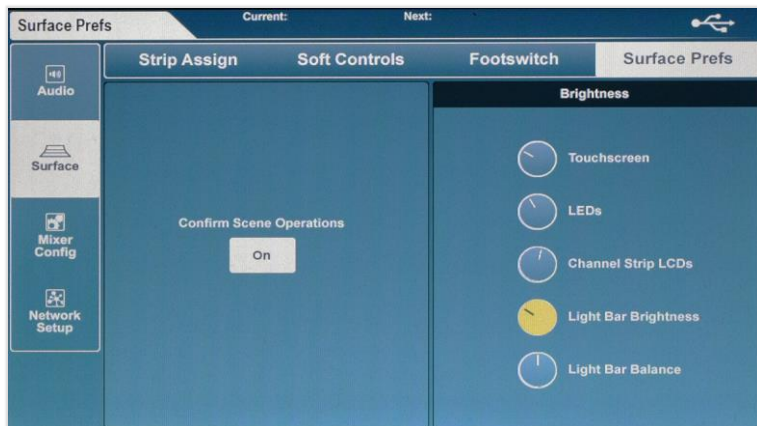 Surface Prefs
Current:
Next:
Strip Assign
Soft Controls
Footswitch
Surface Prefs
Audio
Surface
Mixer
Config
Network
Setup
Confirm Scene Operations
On
Brightness
Touchscreen
LEDs
Channel Strip LCDs
Light Bar Brightness
Light Bar Balance